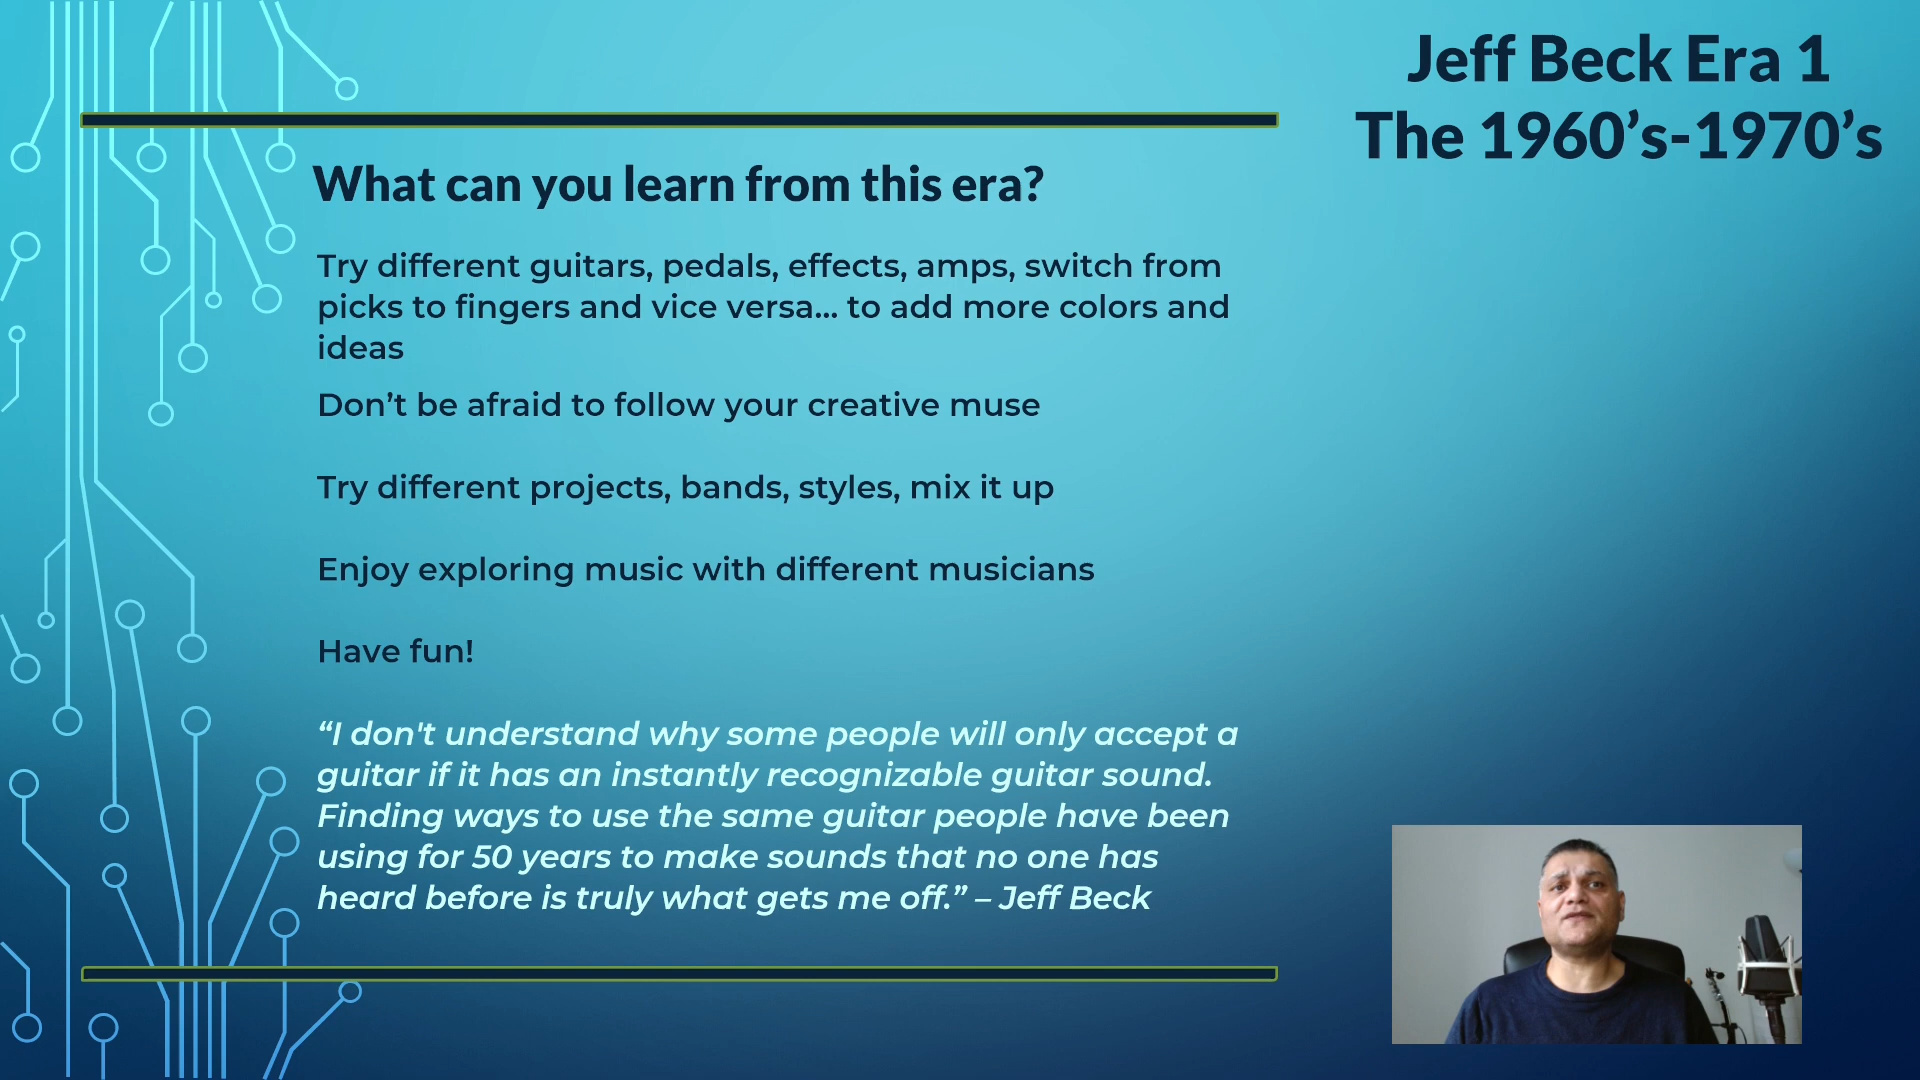 Jeff Beck Era 1
The 1960’s-1970’s
What can you learn from this era?
Try different guitars, pedals, effects, amps, switch from
picks to fingers and vice versa... to add more colors and
ideas
Don’t be afraid to follow your creative muse
Try different projects, bands, styles, mix it up
Enjoy exploring music with different musicians
Have fun!
“I don't understand why some people will only accept a
guitar if it has an instantly recognizable guitar sound.
Finding ways to use the same guitar people have been
using for 50 years to make sounds that no one has
heard before is truly what gets me off.” – Jeff Beck